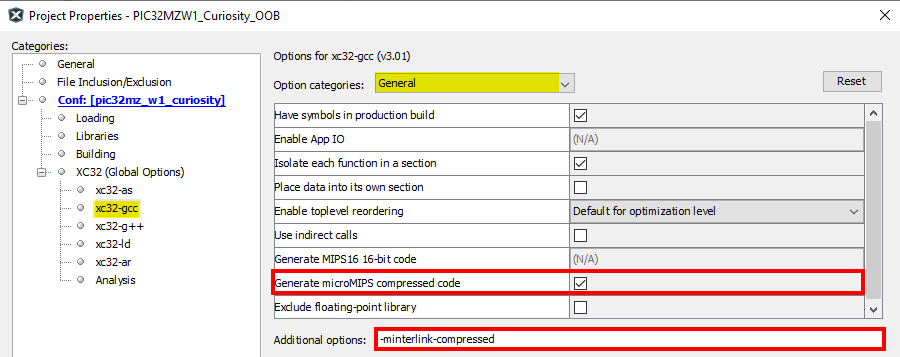 Project Properties - PIC32MZW1_Curiosity_OOB
Categories:
General
File Inclusion/Exclusion
Conf: [pic32mz_w1_curiosity]
Loading
Libraries
Building
XC32 (Global Options)
xc32-as
xc32-gcc
xc32-g++
xc32-ld
xc32-ar
Analysis
Options for xc32-gcc (v3.01)
Option categories: General Reset
Have symbols in production build
Enable App IO (N/A)
Isolate each function in a section
Place data into its own section
Enable toplevel reordering Default for optimization level
Use indirect calls
Generate MIPS16 16-bit code (N/A)
Generate microMIPS compressed code
Exclude floating-point library
Additional options: -minterlink-compressed